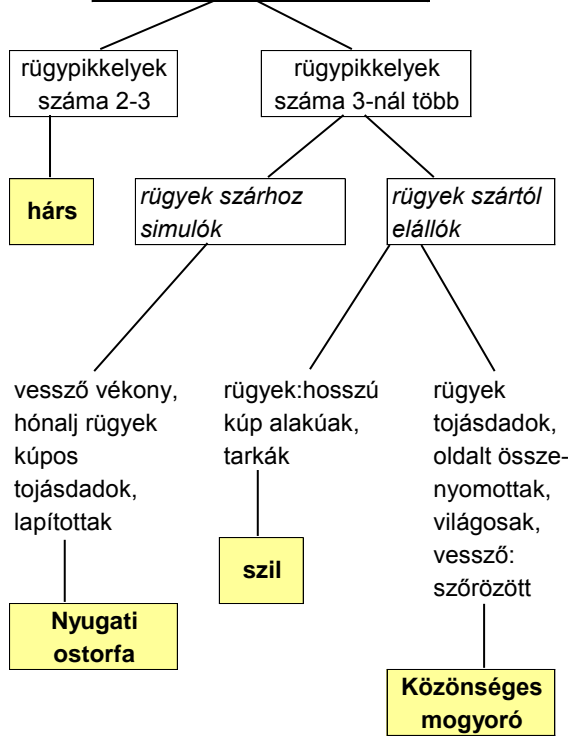 rügypikkelyek
száma 2-3
rügypikkelyek
száma 3-nál több
hárs
rügyek szárhoz
simulók
rügyek szártól
elállók
vessző vékony,
hónalj rügyek
kúpos
tojásdadok,
lapítottak
rügyek:hosszú
kúp alakúak,
tarkák
rügyek
tojásdadok,
oldalt össze-
nyomottak,
világosak,
vessző:
szőrözött
szil
Nyugati
ostorfa
Közönséges
mogyoró